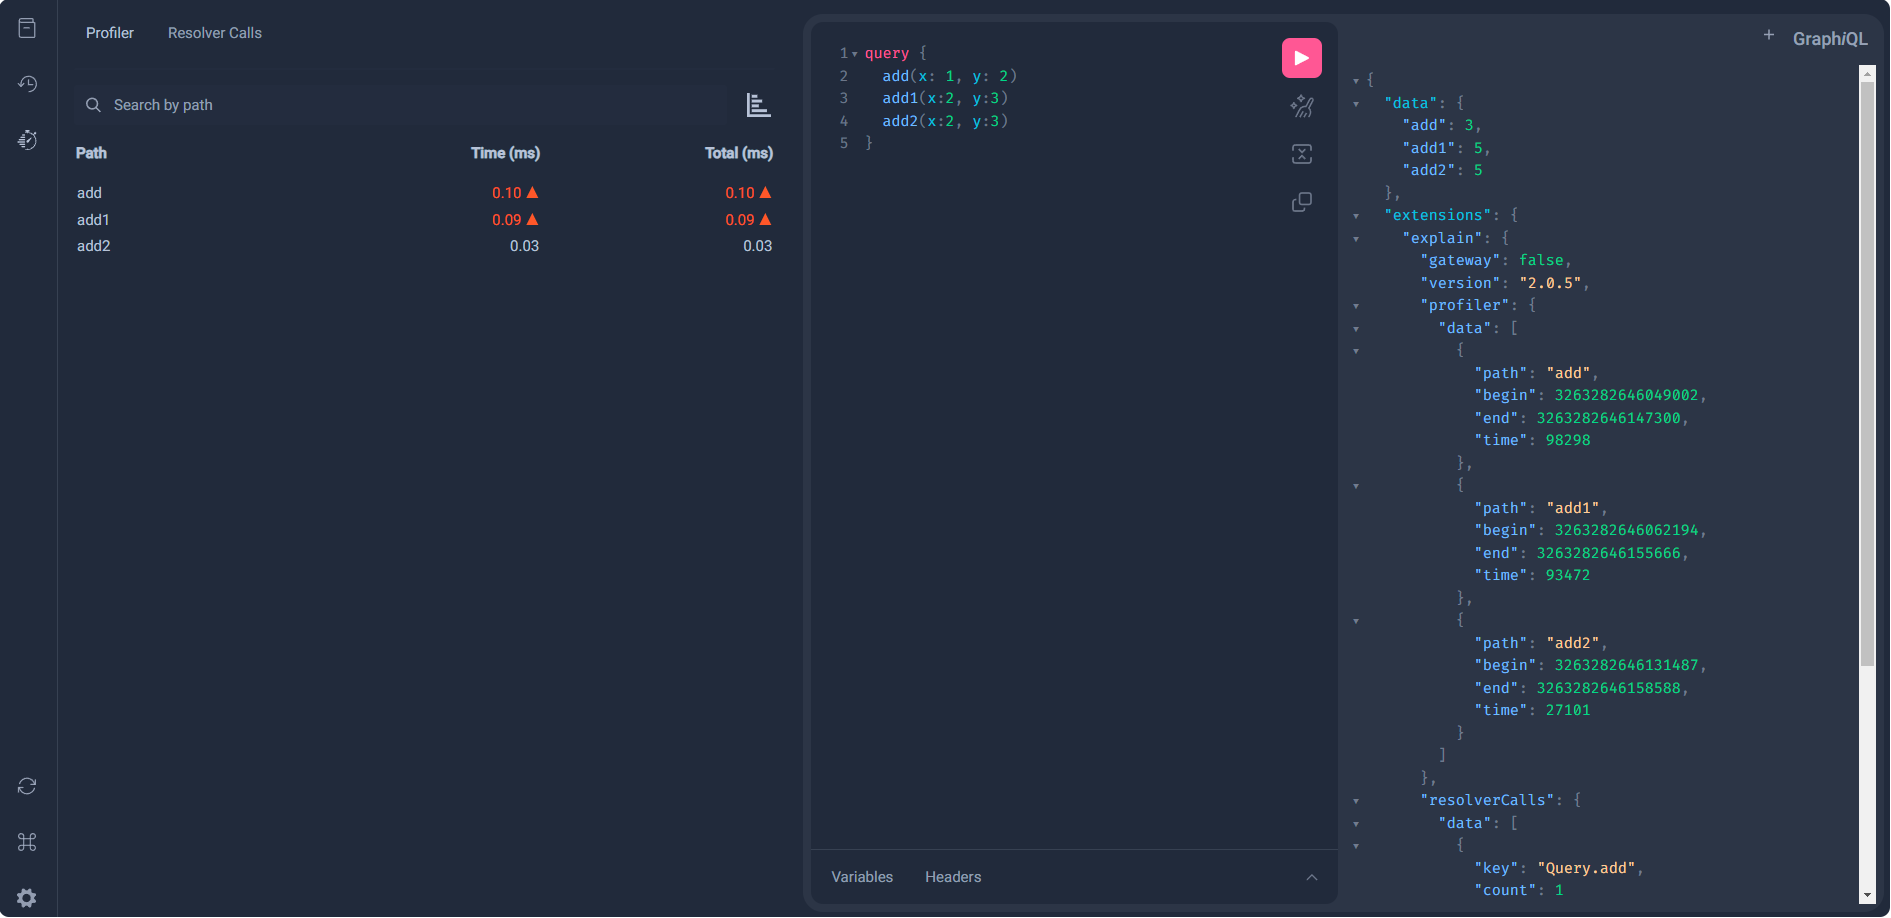 Profiler Resolver Calls
Search by path
Path Time (ms) Total (ms)
add 0.10 ▲ 0.10 ▲
add1 0.09 ▲ 0.09 ▲
add2 0.03 0.03
1 query {
2 add(x: 1, y: 2)
3 add1(x:2, y:3)
4 add2(x:2, y:3)
5 }
Variables Headers
+ GraphiQL
{
"data": {
"add": 3,
"add1": 5,
"add2": 5
},
"extensions": {
"explain": {
"gateway": false,
"version": "2.0.5",
"profiler": {
"data": [
{
"path": "add",
"begin": 3263282646049002,
"end": 3263282646147300,
"time": 98298
},
{
"path": "add1",
"begin": 3263282646062194,
"end": 3263282646155666,
"time": 93472
},
{
"path": "add2",
"begin": 3263282646131487,
"end": 3263282646158588,
"time": 27101
}
]
},
"resolverCalls": {
"data": [
{
"key": "Query.add",
"count": 1